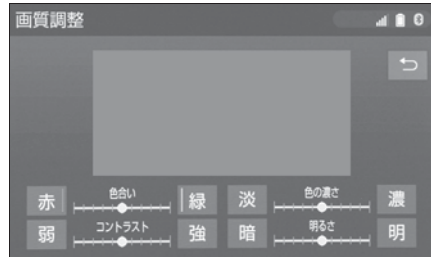 画質調整
赤 色合い 緑 淡 色の濃さ 濃
弱 コントラスト 強 暗 明るさ 明